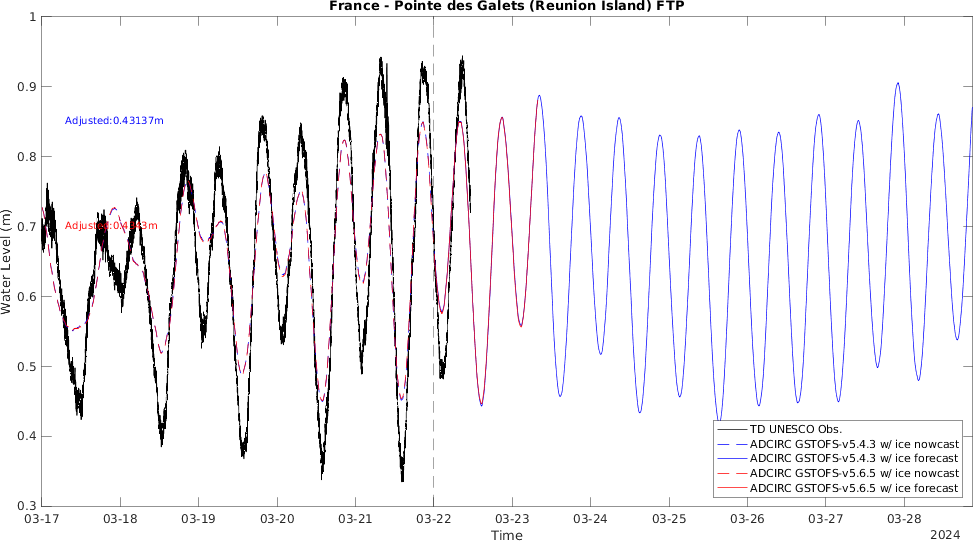 France - Pointe des Galets (Reunion Island) FTP
Water Level (m)
1
0.9
0.8
0.7
0.6
0.5
0.4
0.3
Adjusted:0.43137m
TD UNESCO Obs.
ADCIRC GSTOFS-v5.4.3 w/ ice nowcast
ADCIRC GSTOFS-v5.4.3 w/ ice forecast
ADCIRC GSTOFS-v5.6.5 w/ ice nowcast
ADCIRC GSTOFS-v5.6.5 w/ ice forecast
03-17 03-18 03-19 03-20 03-21 03-22 03-23 03-24 03-25 03-26 03-27 03-28
Time
2024